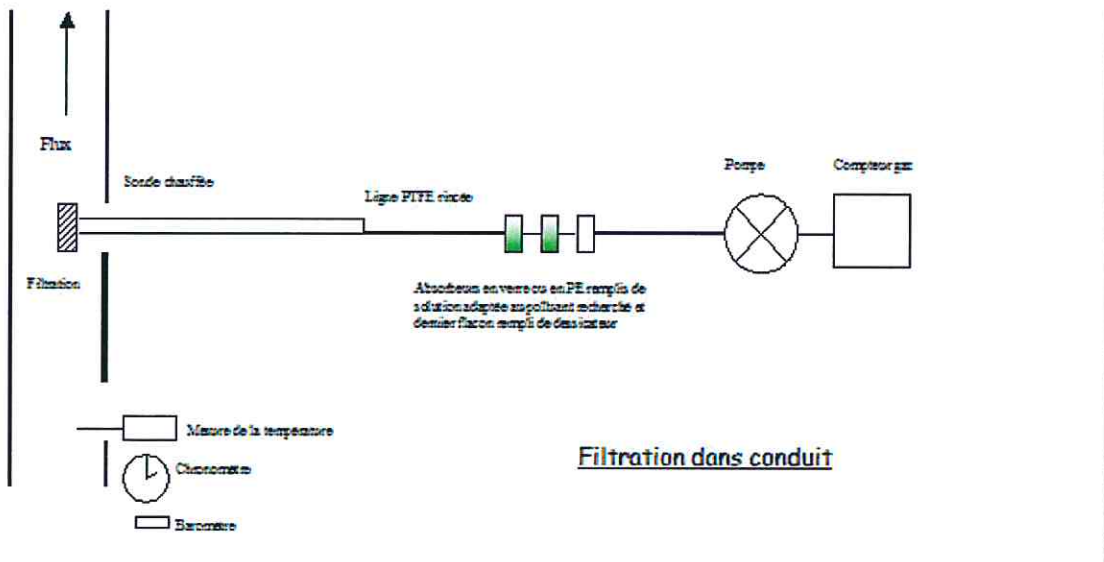 Flux
Sonde chauffée
Ligne PTFE rincée
Pompe
Compteur gaz
Filtration
Absorbeurs en verre ou en PE remplis de
solution adaptée au polluant recherché et
dernier flacon rempli de dessicateur
Mesure de la température
Chronomètre
Baromètre
Filtration dans conduit